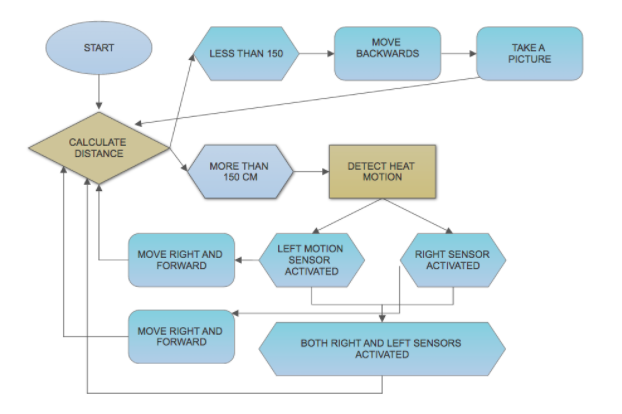 START
LESS THAN 150
MOVE
BACKWARDS
TAKE A
PICTURE
CALCULATE
DISTANCE
MORE THAN
150 CM
DETECT HEAT
MOTION
MOVE RIGHT AND
FORWARD
LEFT MOTION
SENSOR
ACTIVATED
RIGHT SENSOR
ACTIVATED
MOVE RIGHT AND
FORWARD
BOTH RIGHT AND LEFT SENSORS
ACTIVATED